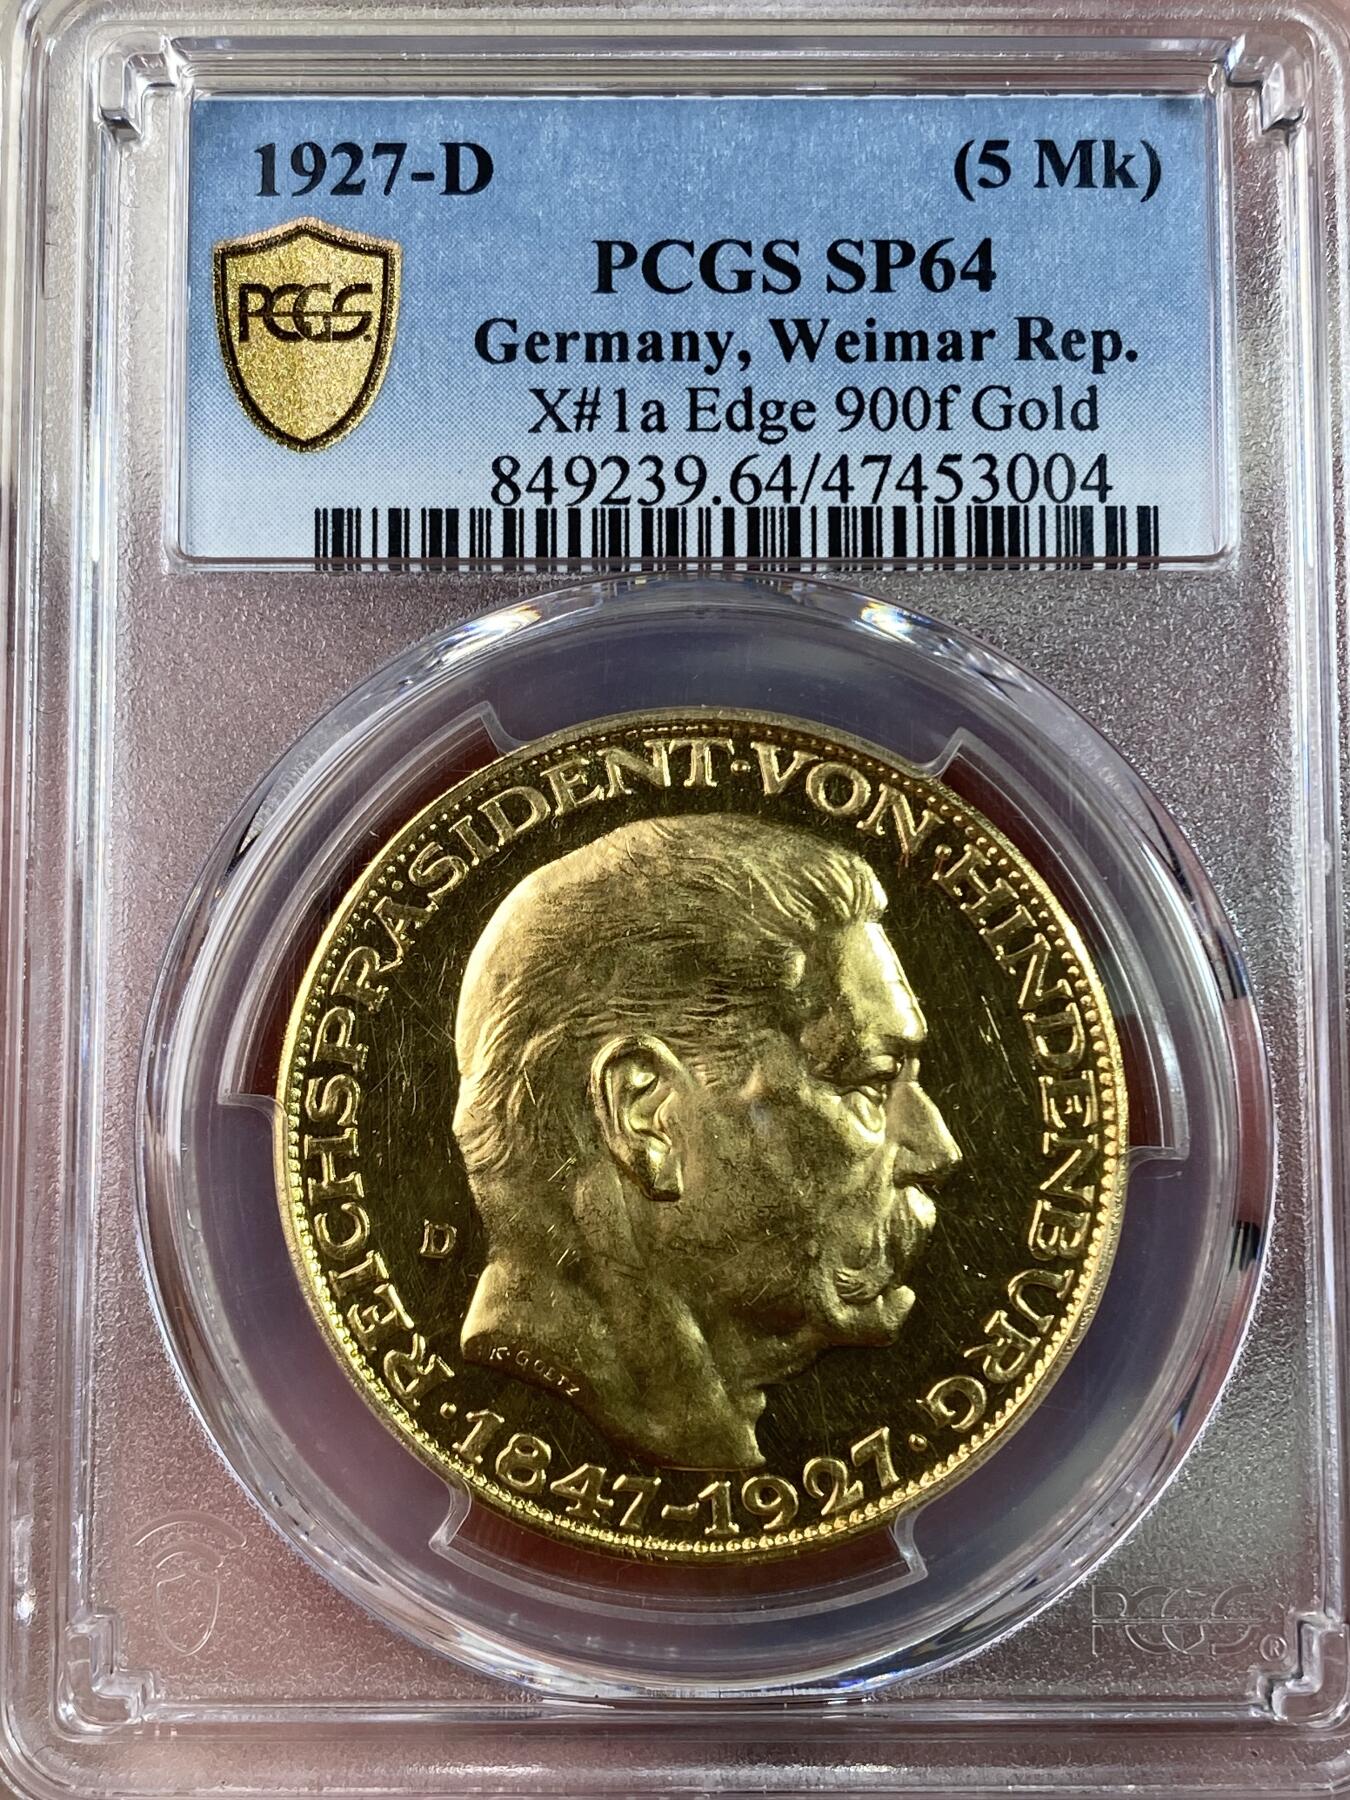 1927-D (5 Mk)
PCGS SP64
PCGS
Germany, Weimar Rep.
X#1a Edge 900f Gold
849239.64/47453004
REICHSPRÄSIDENT·VON·HINDENBURG
D
K·GOETZ
·1847-1927·
PCGS®